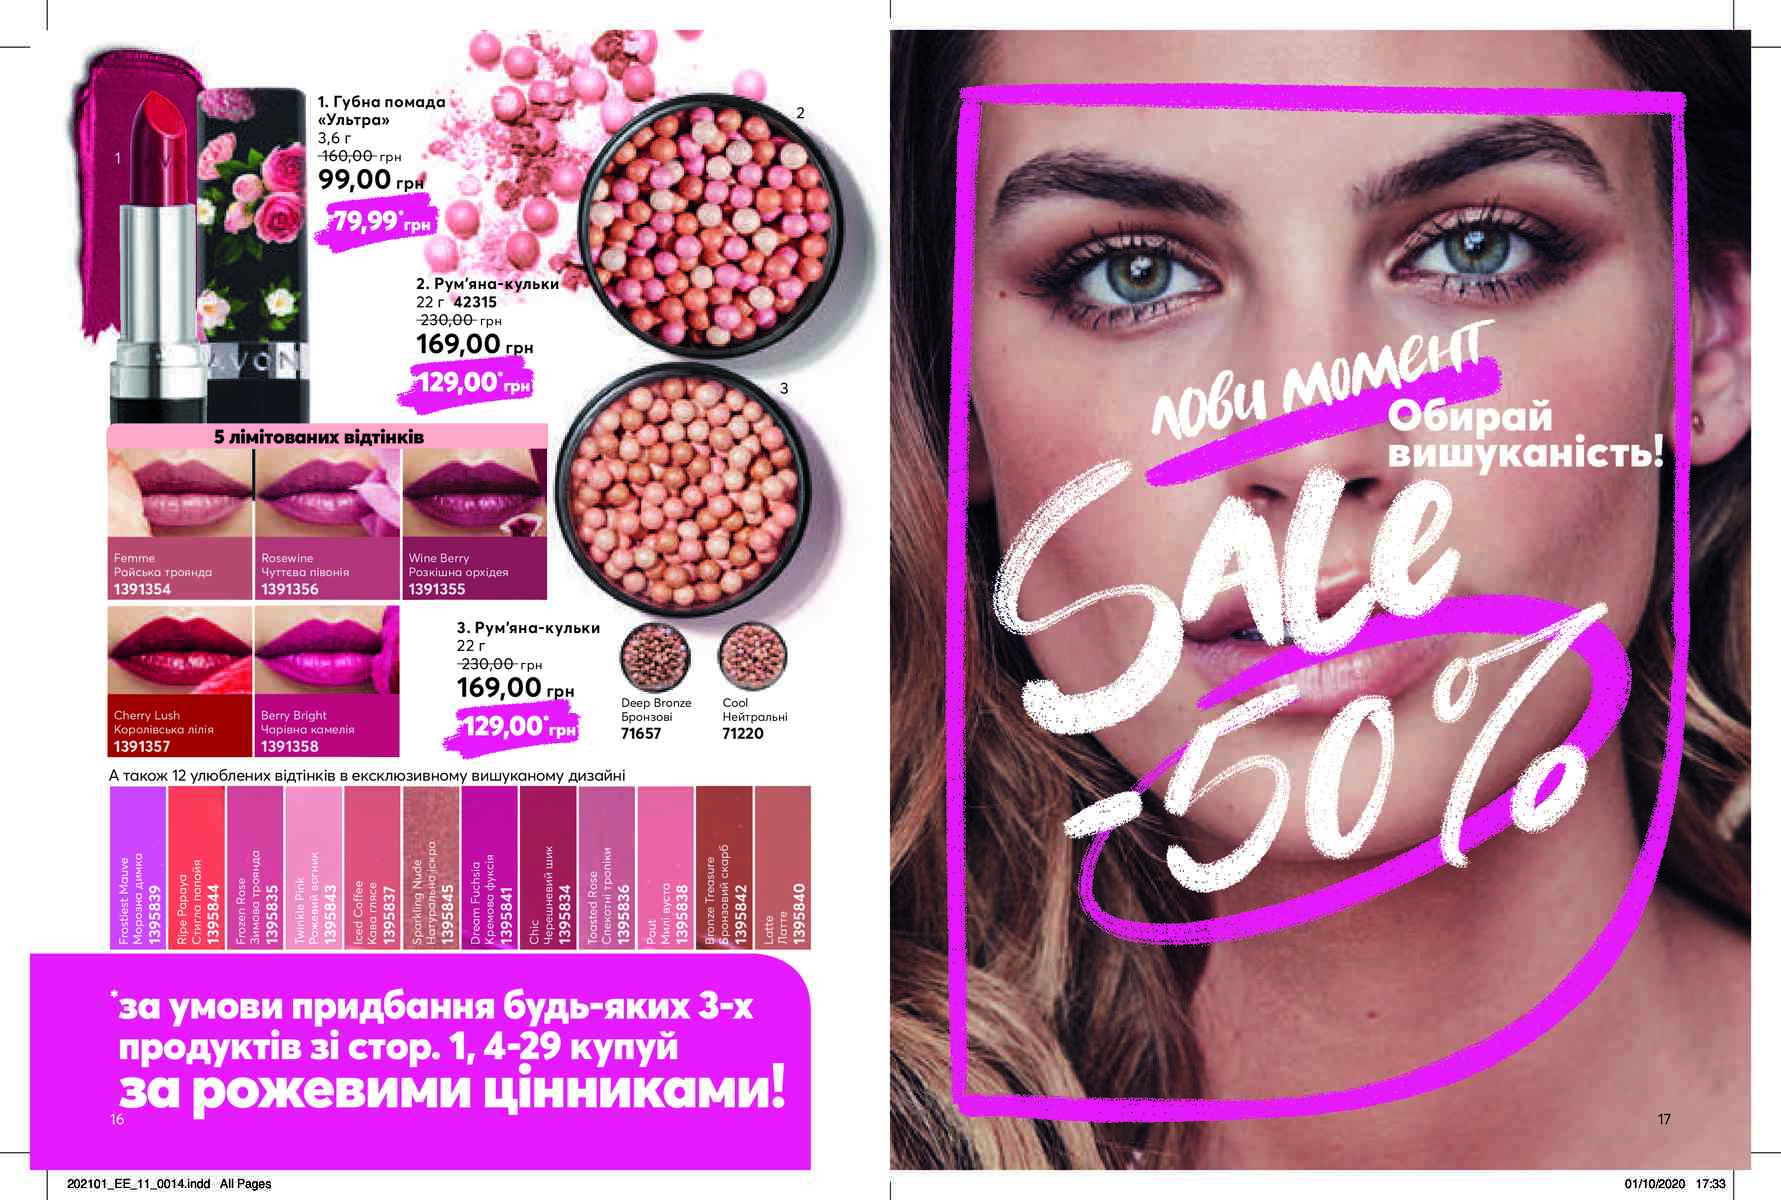 1
1. Губна помада
«Ультра»
3,6 г
160,00 грн
99,00 грн
79,99* грн
2
2. Рум’яна-кульки
22 г 42315
230,00 грн
169,00 грн
129,00* грн
AVON
3
5 лімітованих відтінків
Femme
Райська троянда
1391354
Rosewine
Чуттєва півонія
1391356
Wine Berry
Розкішна орхідея
1391355
Cherry Lush
Королівська лілія
1391357
Berry Bright
Чарівна камелія
1391358
3. Рум’яна-кульки
22 г
230,00 грн
169,00 грн
129,00* грн
Deep Bronze
Бронзові
71657
Cool
Нейтральні
71220
А також 12 улюблених відтінків в ексклюзивному вишуканому дизайні
Frostiest Mauve
Морозна димка
1395839
Ripe Papaya
Стигла папайя
1395844
Frozen Rose
Зимова троянда
1395835
Twinkle Pink
Рожевий вогник
1395843
Iced Coffee
Кава глясе
1395837
Sparkling Nude
Натуральна іскра
1395845
Dream Fuchsia
Кремова фуксія
1395841
Chic
Черешневий шик
1395834
Toasted Rose
Спекотні тропіки
1395836
Pout
Милі вуста
1395838
Bronze Treasure
Бронзовий скарб
1395842
Latte
Латте
1395840
*за умови придбання будь-яких 3-х
продуктів зі стор. 1, 4-29 купуй
за рожевими цінниками!
16
лови момент
Обирай
вишуканість!
SALE
-50%
17
202101_EE_11_0014.indd All Pages
01/10/2020 17:33